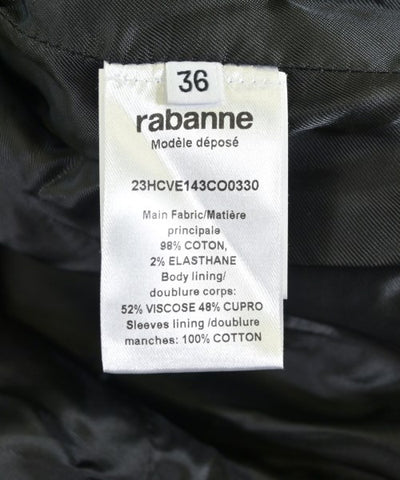 36
rabanne
Modèle déposé
23HCVE143CO0330
Main Fabric/Matière
principale
98% COTON,
2% ELASTHANE
Body lining/
doublure corps:
52% VISCOSE 48% CUPRO
Sleeves lining /doublure
manches: 100% COTTON